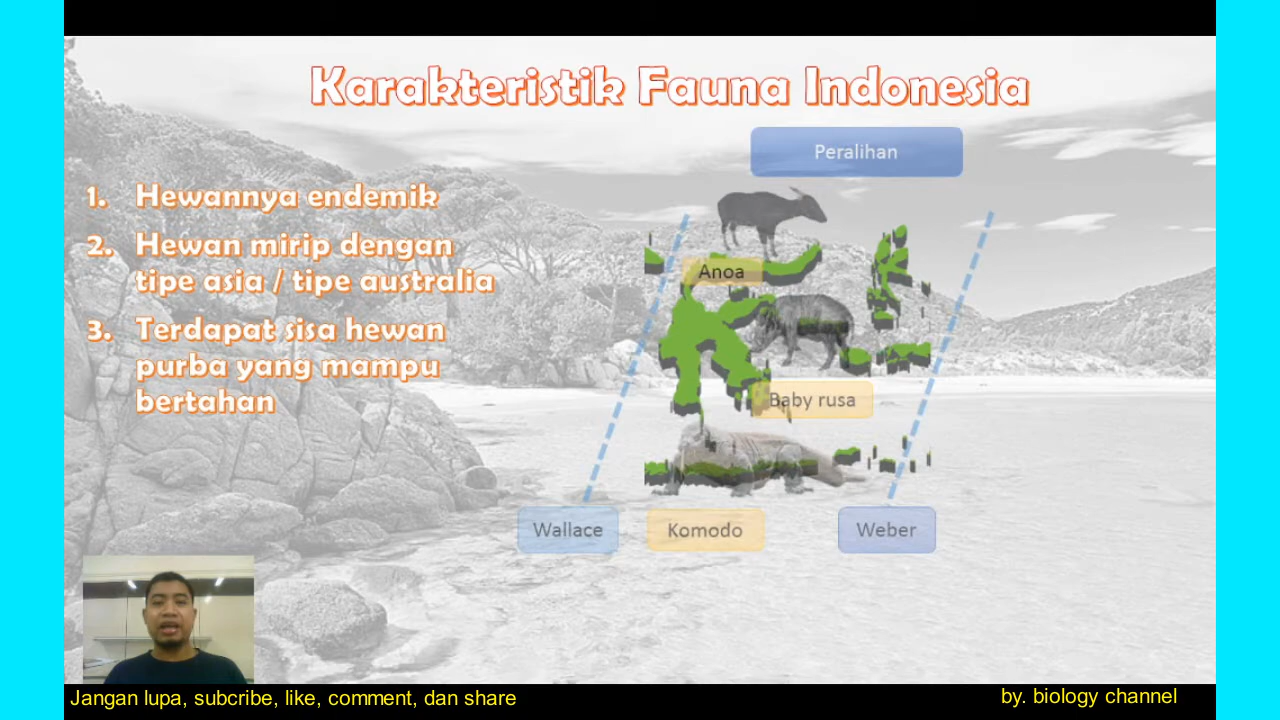 Karakteristik Fauna Indonesia
Peralihan
1. Hewannya endemik
2. Hewan mirip dengan
tipe asia / tipe australia
3. Terdapat sisa hewan
purba yang mampu
bertahan
Anoa
Baby rusa
Wallace
Komodo
Weber
Jangan lupa, subcribe, like, comment, dan share
by. biology channel